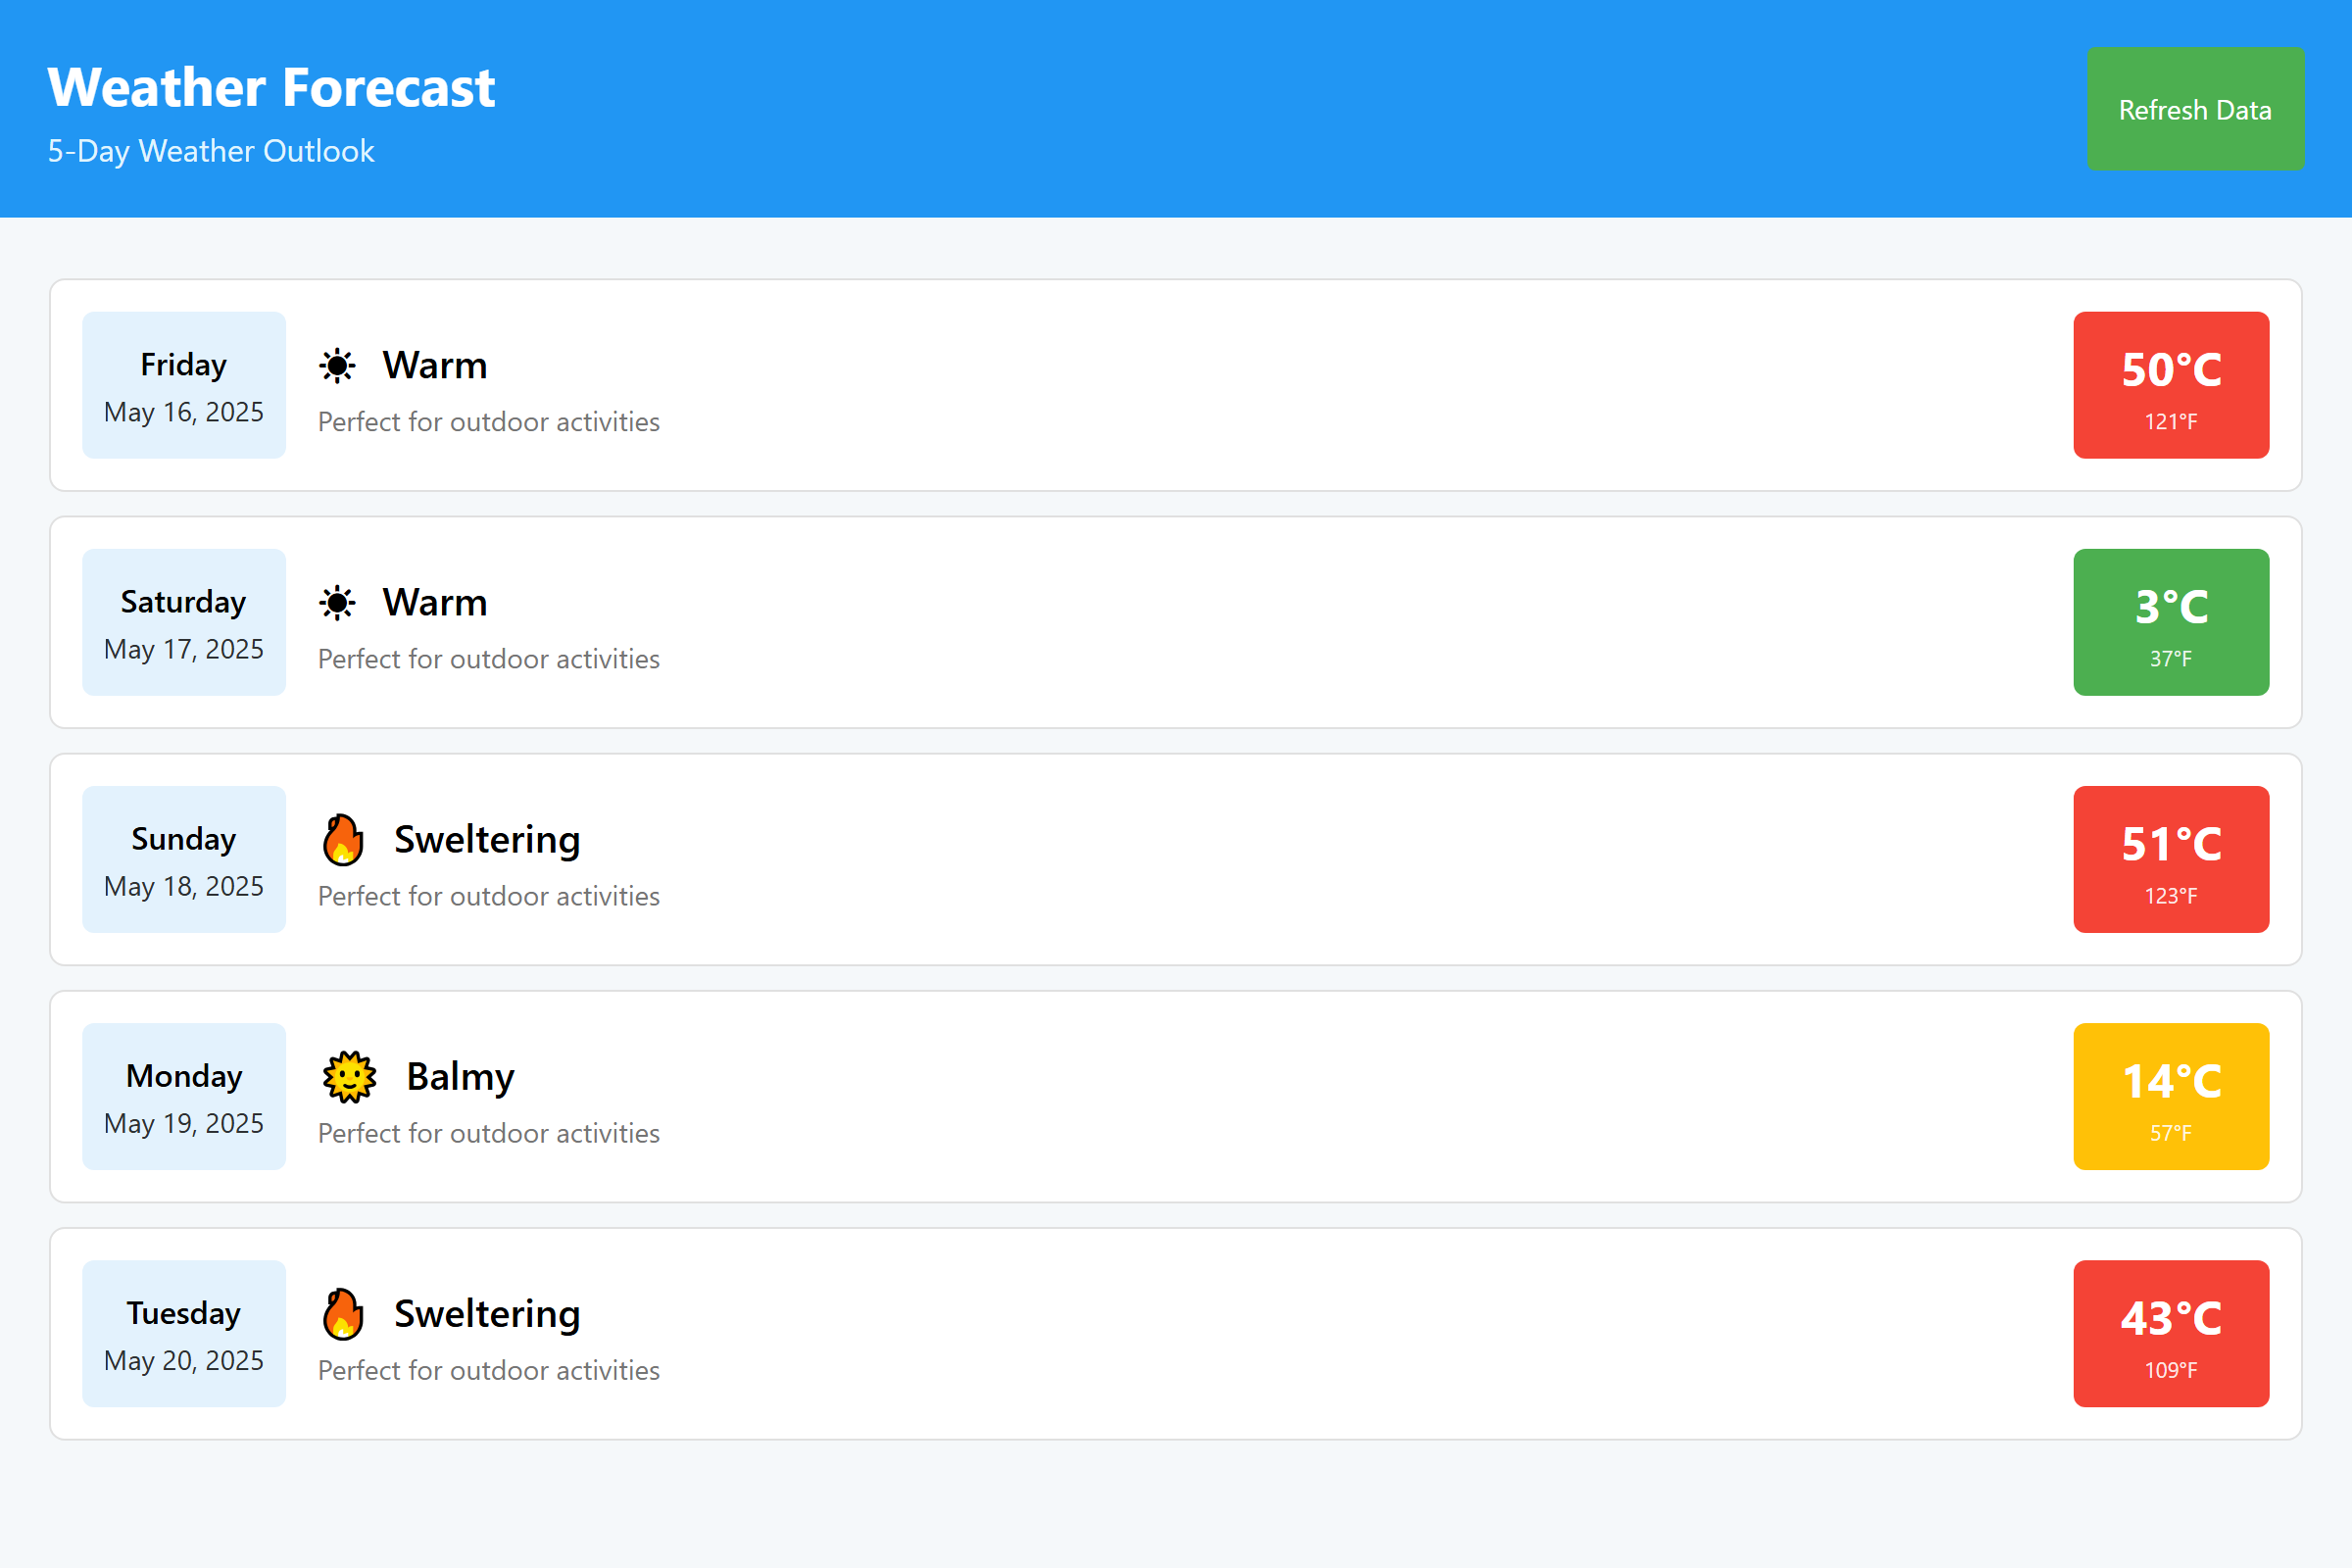 Weather Forecast
5-Day Weather Outlook
Refresh Data
Friday
May 16, 2025
Warm
Perfect for outdoor activities
50°C
121°F
Saturday
May 17, 2025
Warm
Perfect for outdoor activities
3°C
37°F
Sunday
May 18, 2025
Sweltering
Perfect for outdoor activities
51°C
123°F
Monday
May 19, 2025
Balmy
Perfect for outdoor activities
14°C
57°F
Tuesday
May 20, 2025
Sweltering
Perfect for outdoor activities
43°C
109°F